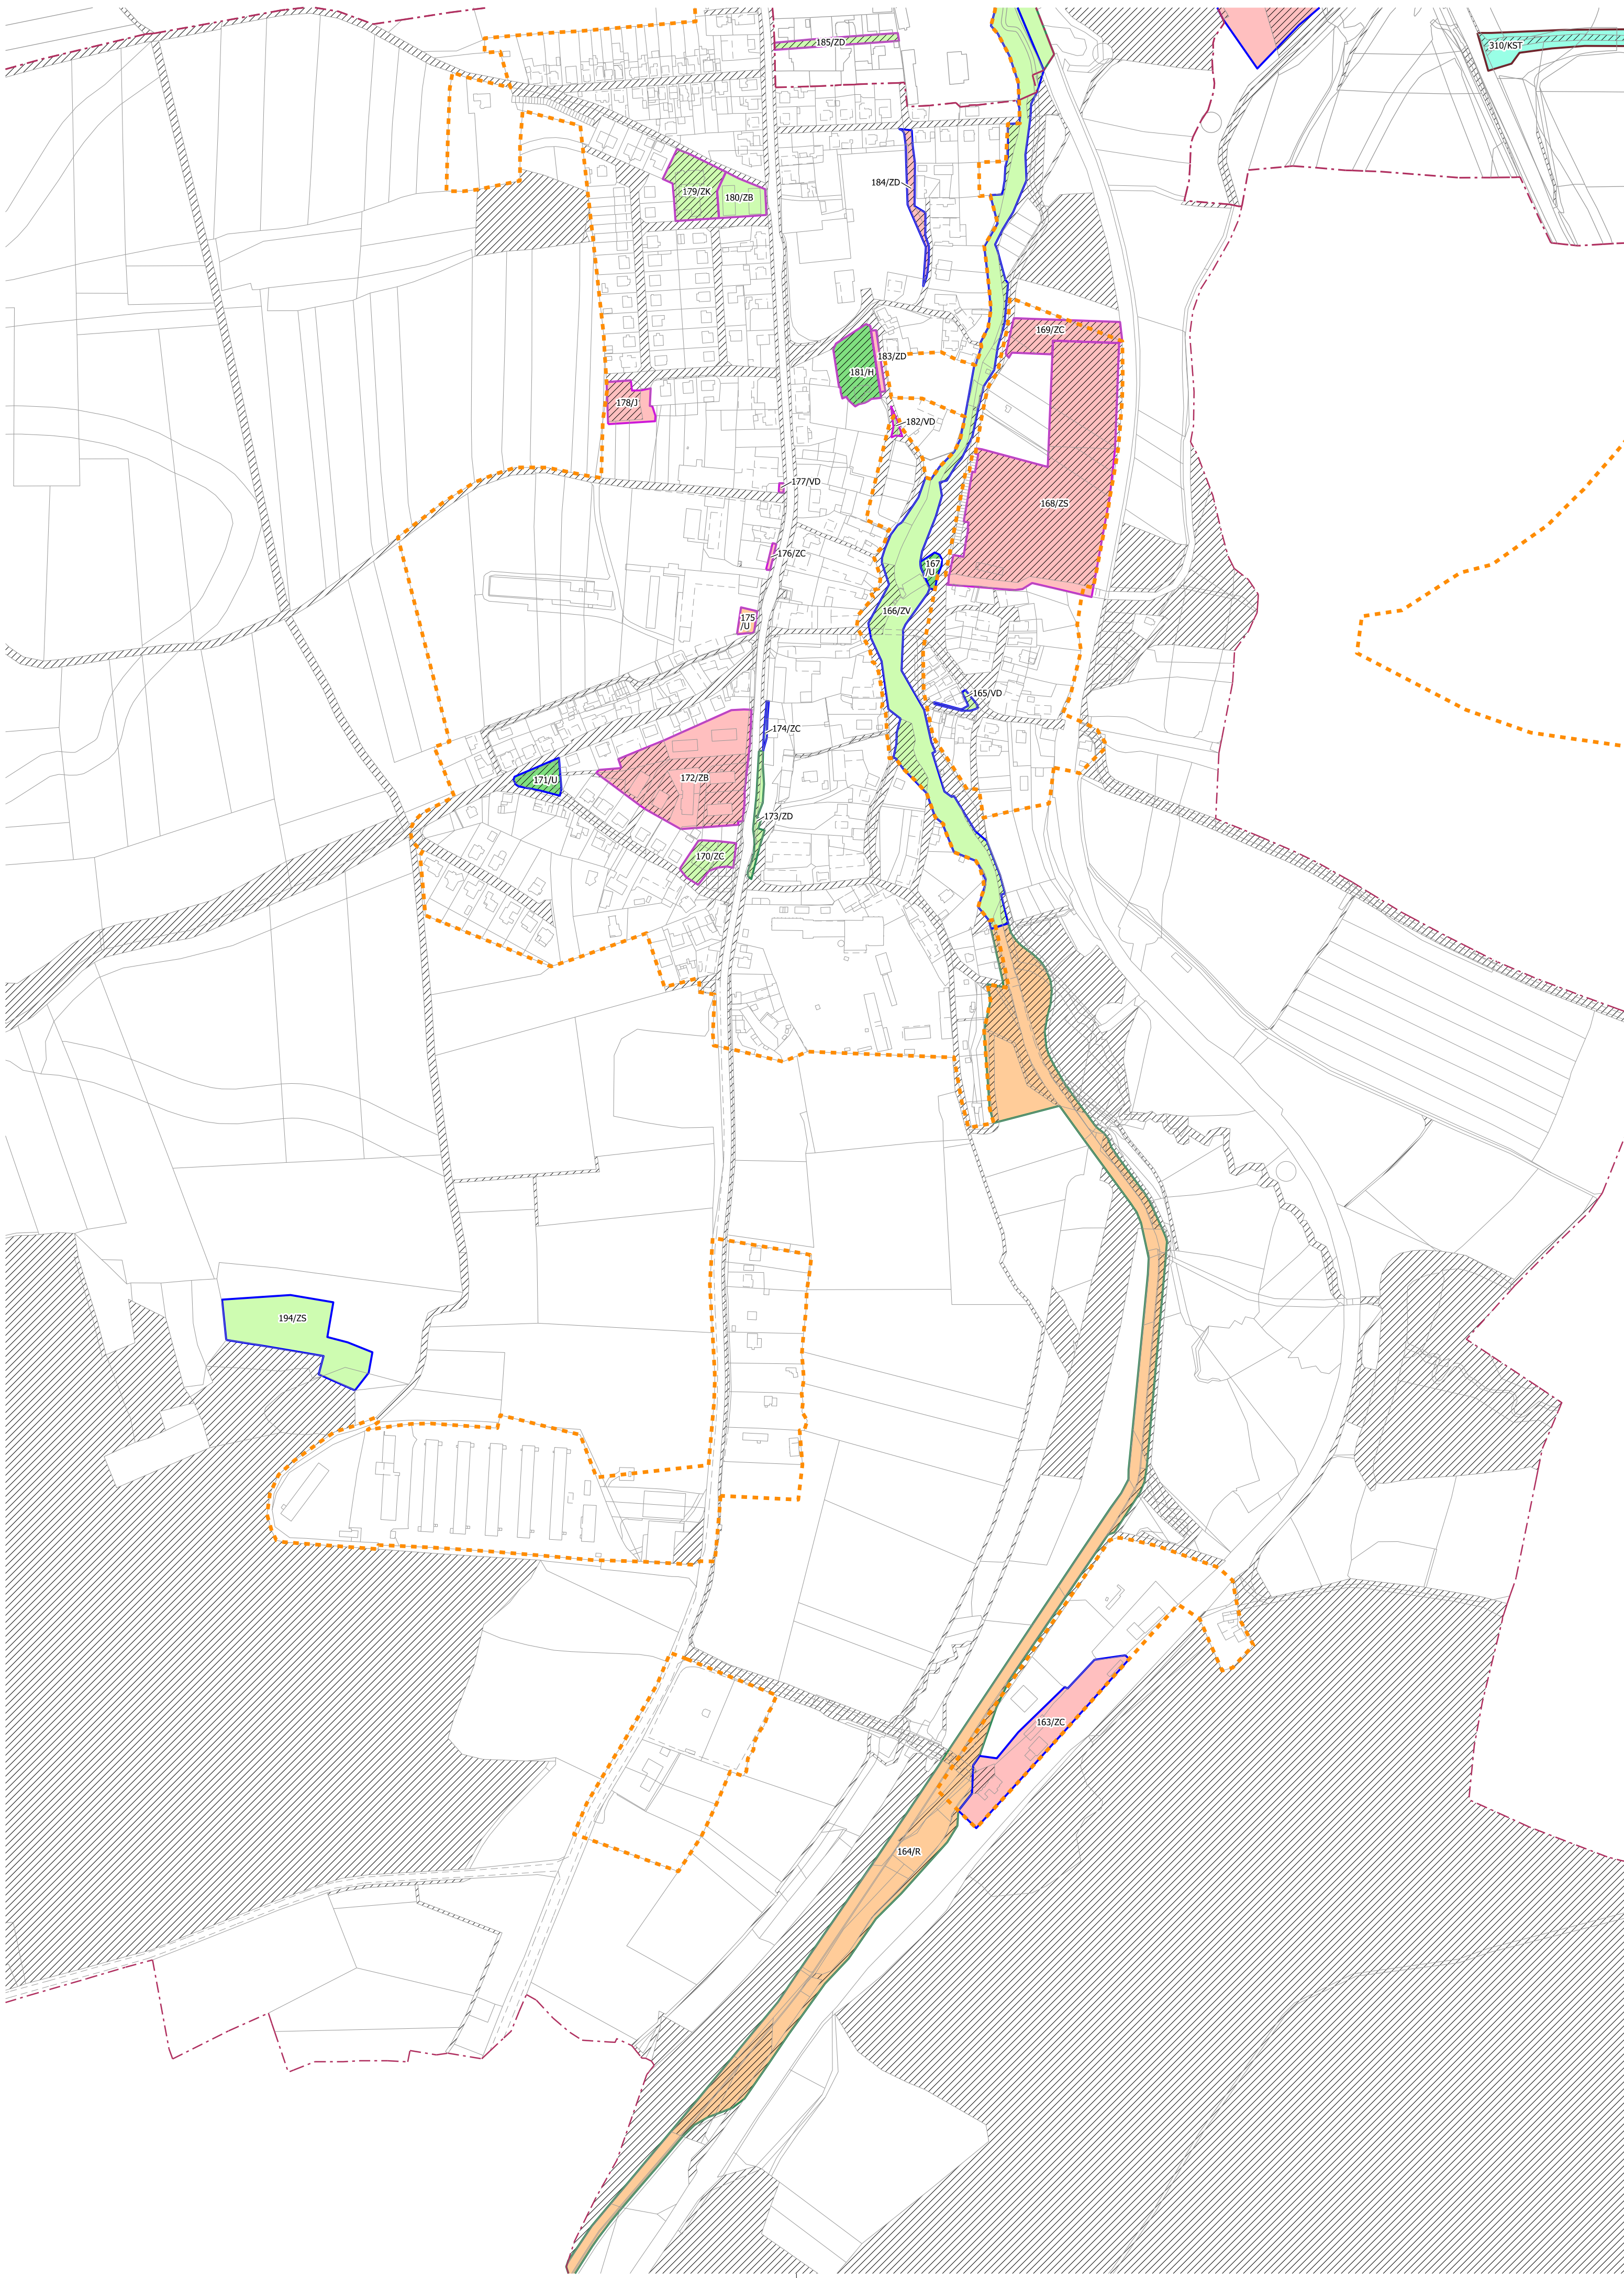 185/ZD
310/KST
184/ZD
179/ZK
180/ZB
169/ZC
183/ZD
181/H
178/J
182/VD
177/VD
168/ZS
176/ZC
167
/U
166/ZV
175
/U
165/VD
174/ZC
172/ZB
171/U
173/ZD
170/ZC
194/ZS
163/ZC
164/R